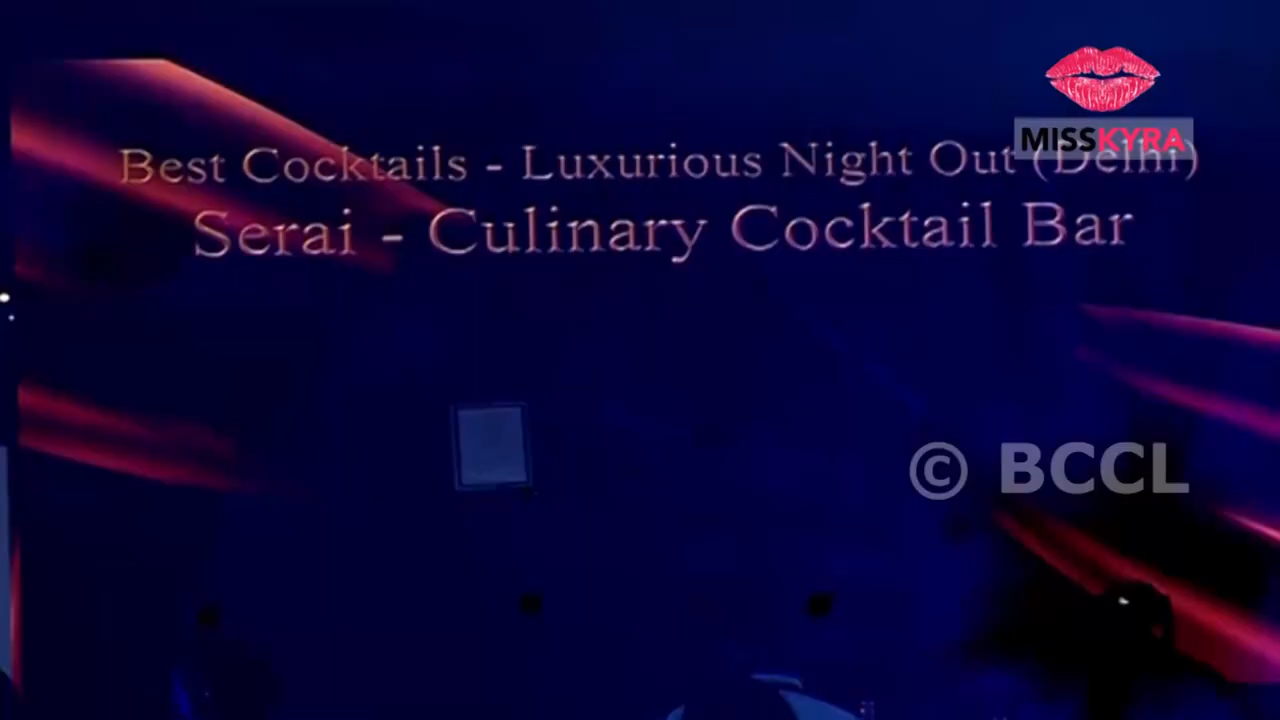 MISSKYRA
Best Cocktails - Luxurious Night Out (Delhi)
Serai - Culinary Cocktail Bar
© BCCL